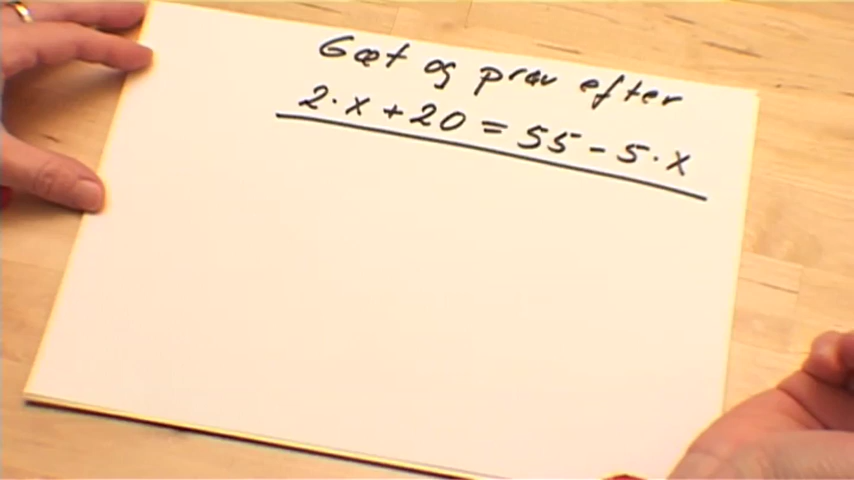 Gæt og prøv efter
2·x + 20 = 55 - 5·x